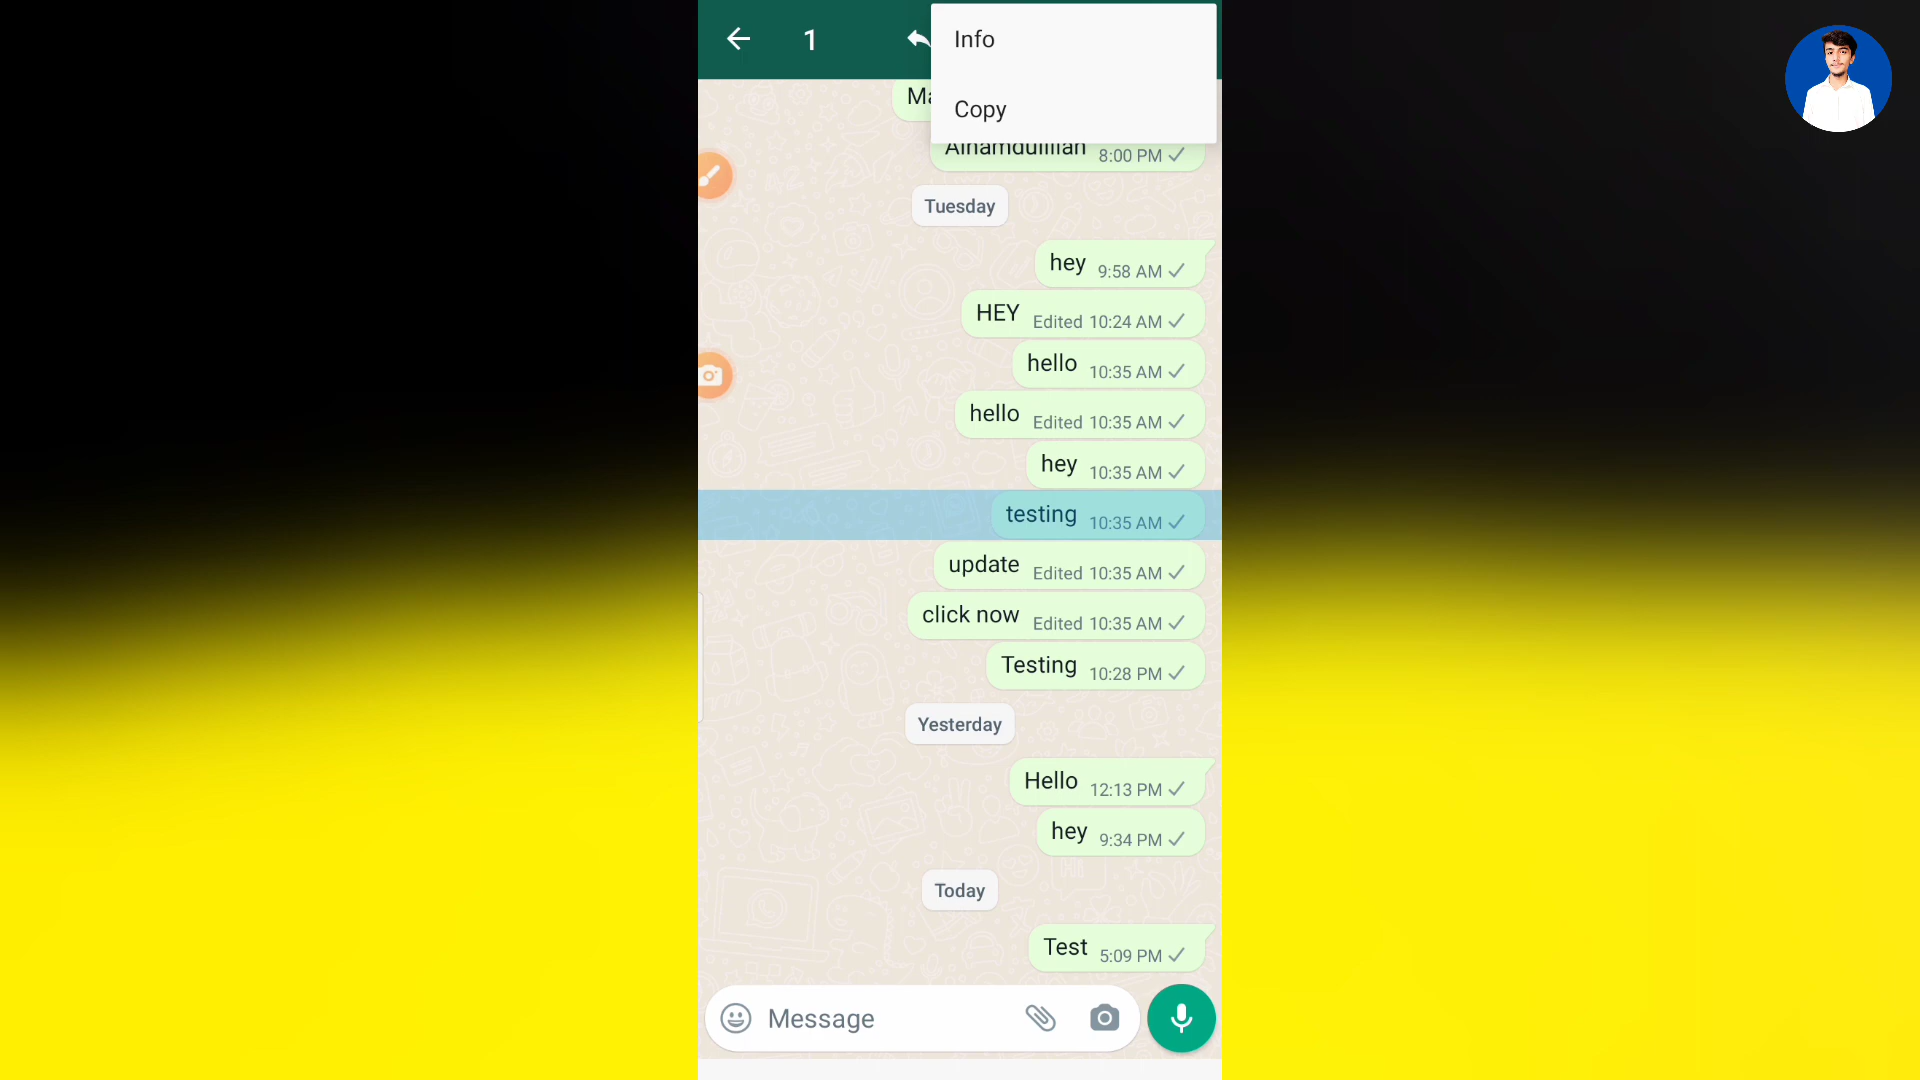 1
Info
Copy
Alhamdulillah 8:00 PM
Tuesday
hey 9:58 AM
HEY Edited 10:24 AM
hello 10:35 AM
hello Edited 10:35 AM
hey 10:35 AM
testing 10:35 AM
update Edited 10:35 AM
click now Edited 10:35 AM
Testing 10:28 PM
Yesterday
Hello 12:13 PM
hey 9:34 PM
Today
Test 5:09 PM
Message